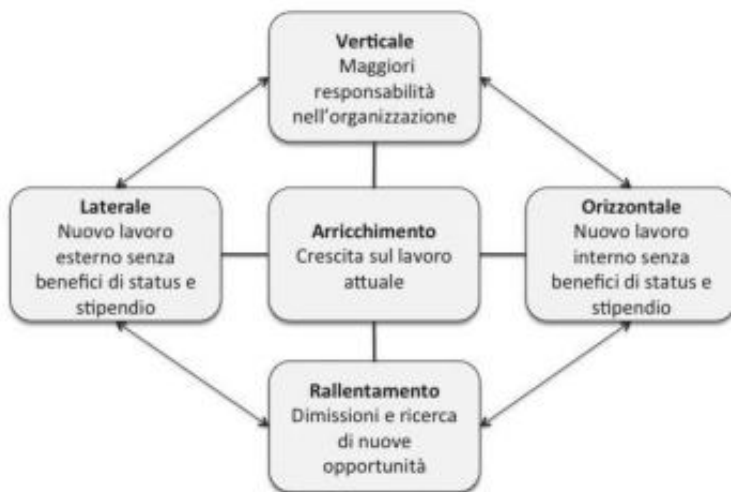 Verticale
Maggiori
responsabilità
nell'organizzazione
Laterale
Nuovo lavoro
esterno senza
benefici di status e
stipendio
Arricchimento
Crescita sul lavoro
attuale
Orizzontale
Nuovo lavoro
interno senza
benefici di status e
stipendio
Rallentamento
Dimissioni e ricerca
di nuove
opportunità